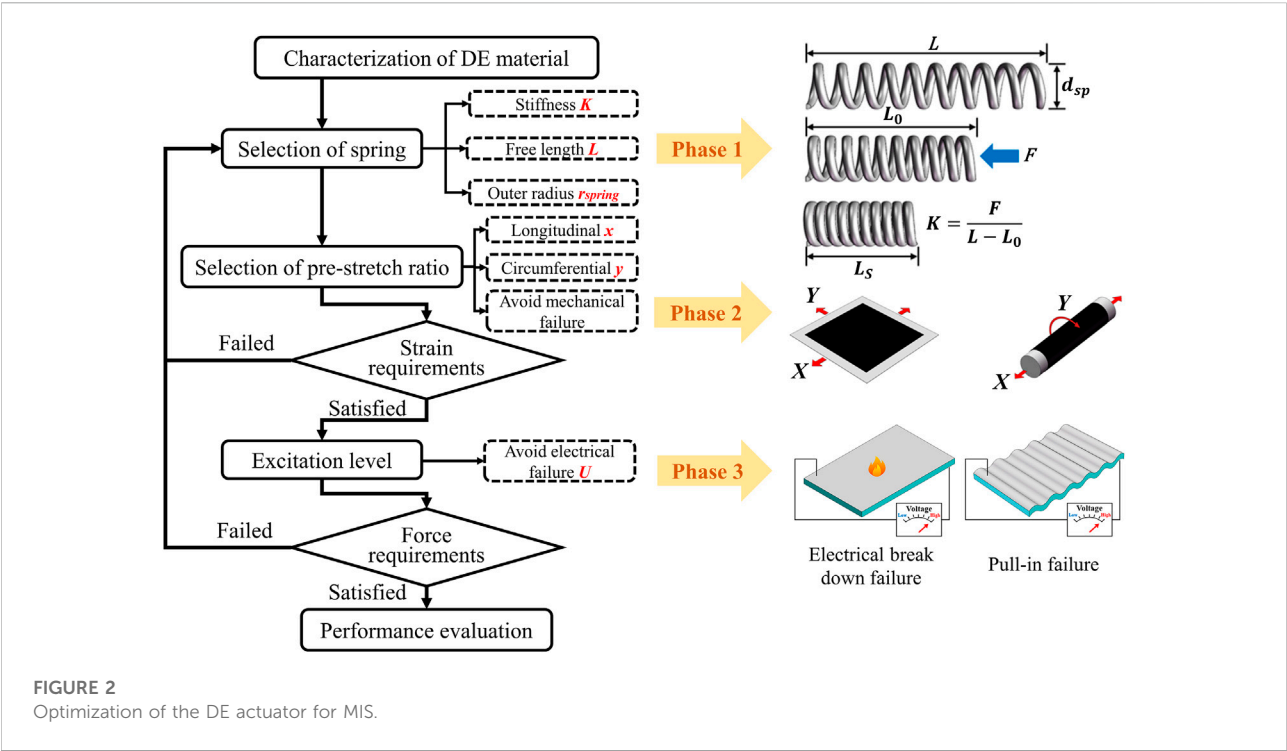 Characterization of DE material
Selection of spring
Stiffness K
Free length L
Outer radius rspring
Selection of pre-stretch ratio
Longitudinal x
Circumferential y
Avoid mechanical
failure
Failed
Strain
requirements
Satisfied
Excitation level
Avoid electrical
failure U
Failed
Force
requirements
Satisfied
Performance evaluation
Phase 1
Phase 2
Phase 3
L
dsp
L0
F
K = F / L − L0
LS
Y
X
Y
X
Voltage
Low High
Voltage
Low High
Electrical break
down failure
Pull-in failure
FIGURE 2
Optimization of the DE actuator for MIS.